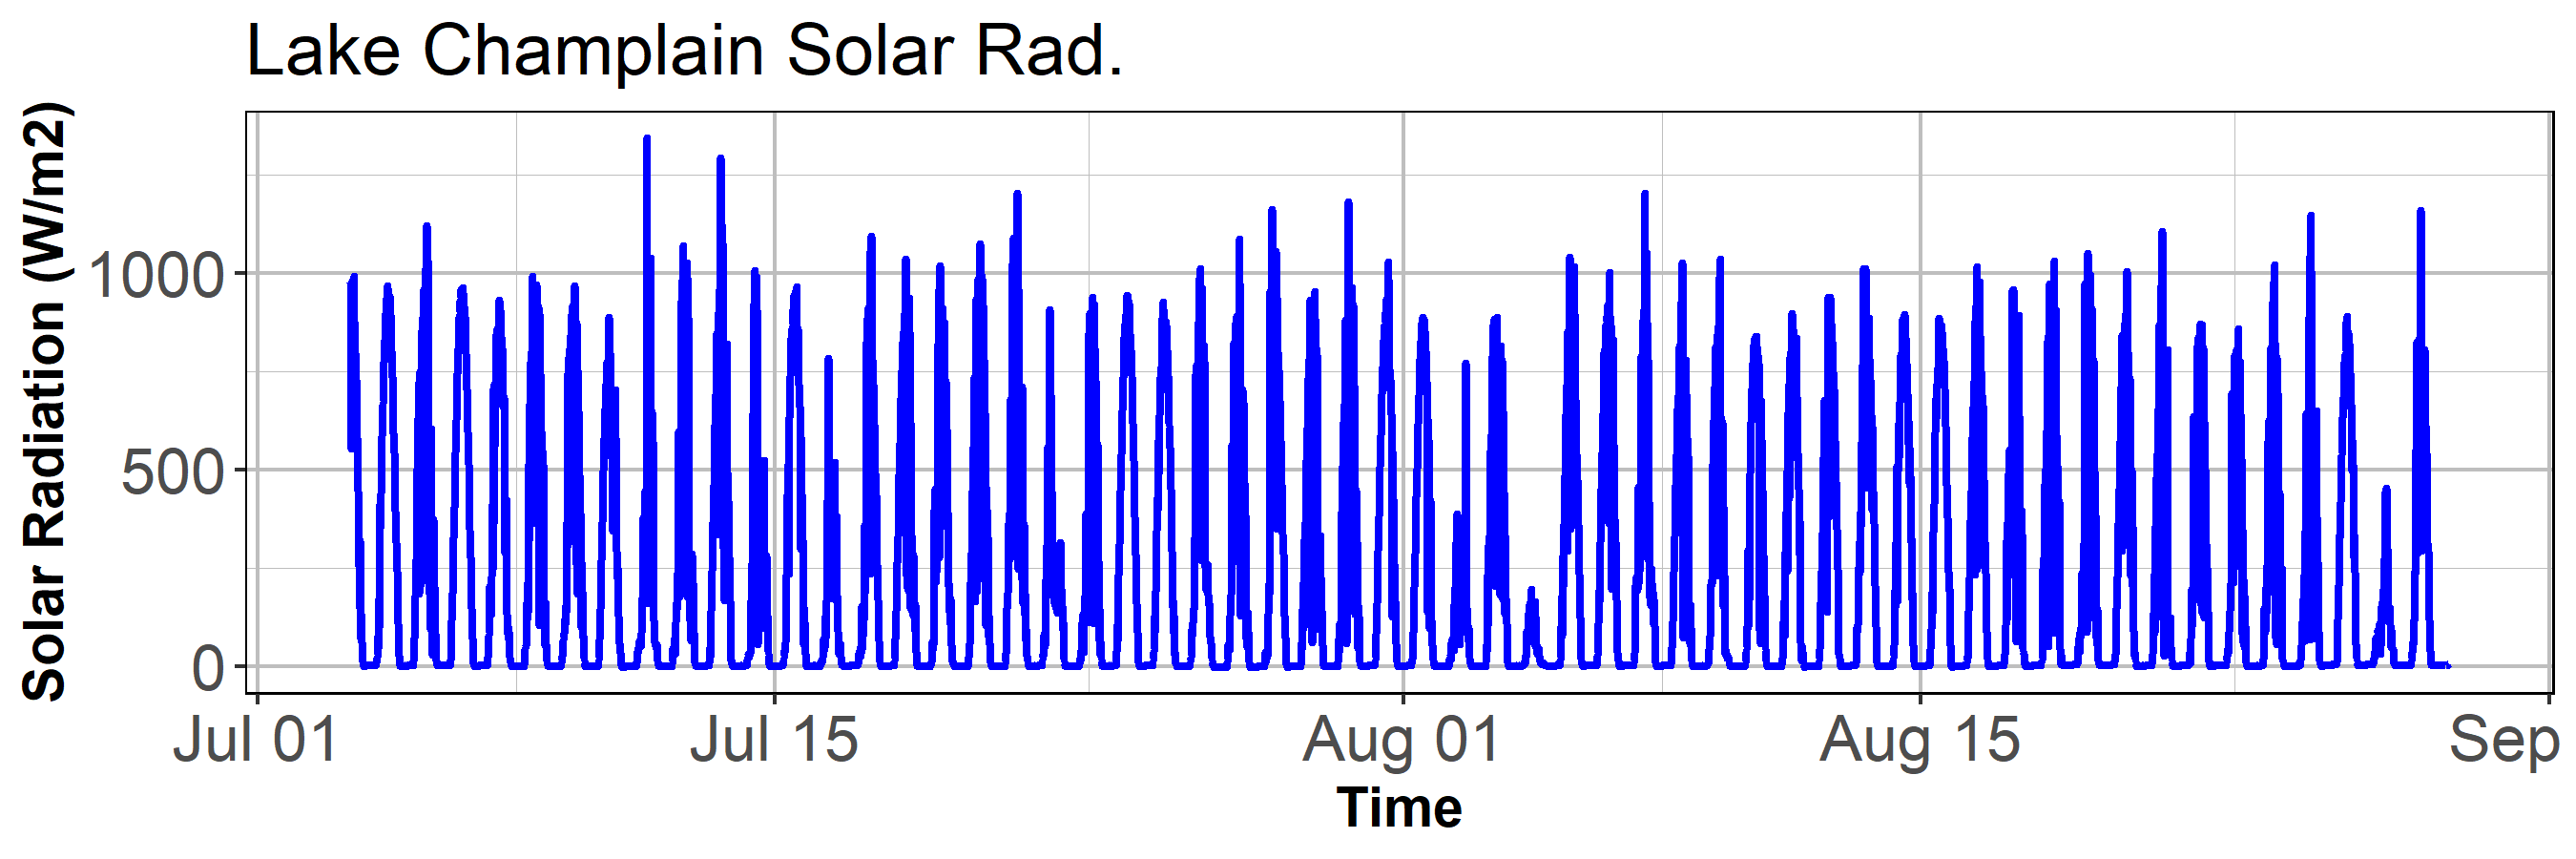 Lake Champlain Solar Rad.
Solar Radiation (W/m2)
1000
500
0
Jul 01 Jul 15 Aug 01 Aug 15 Sep
Time